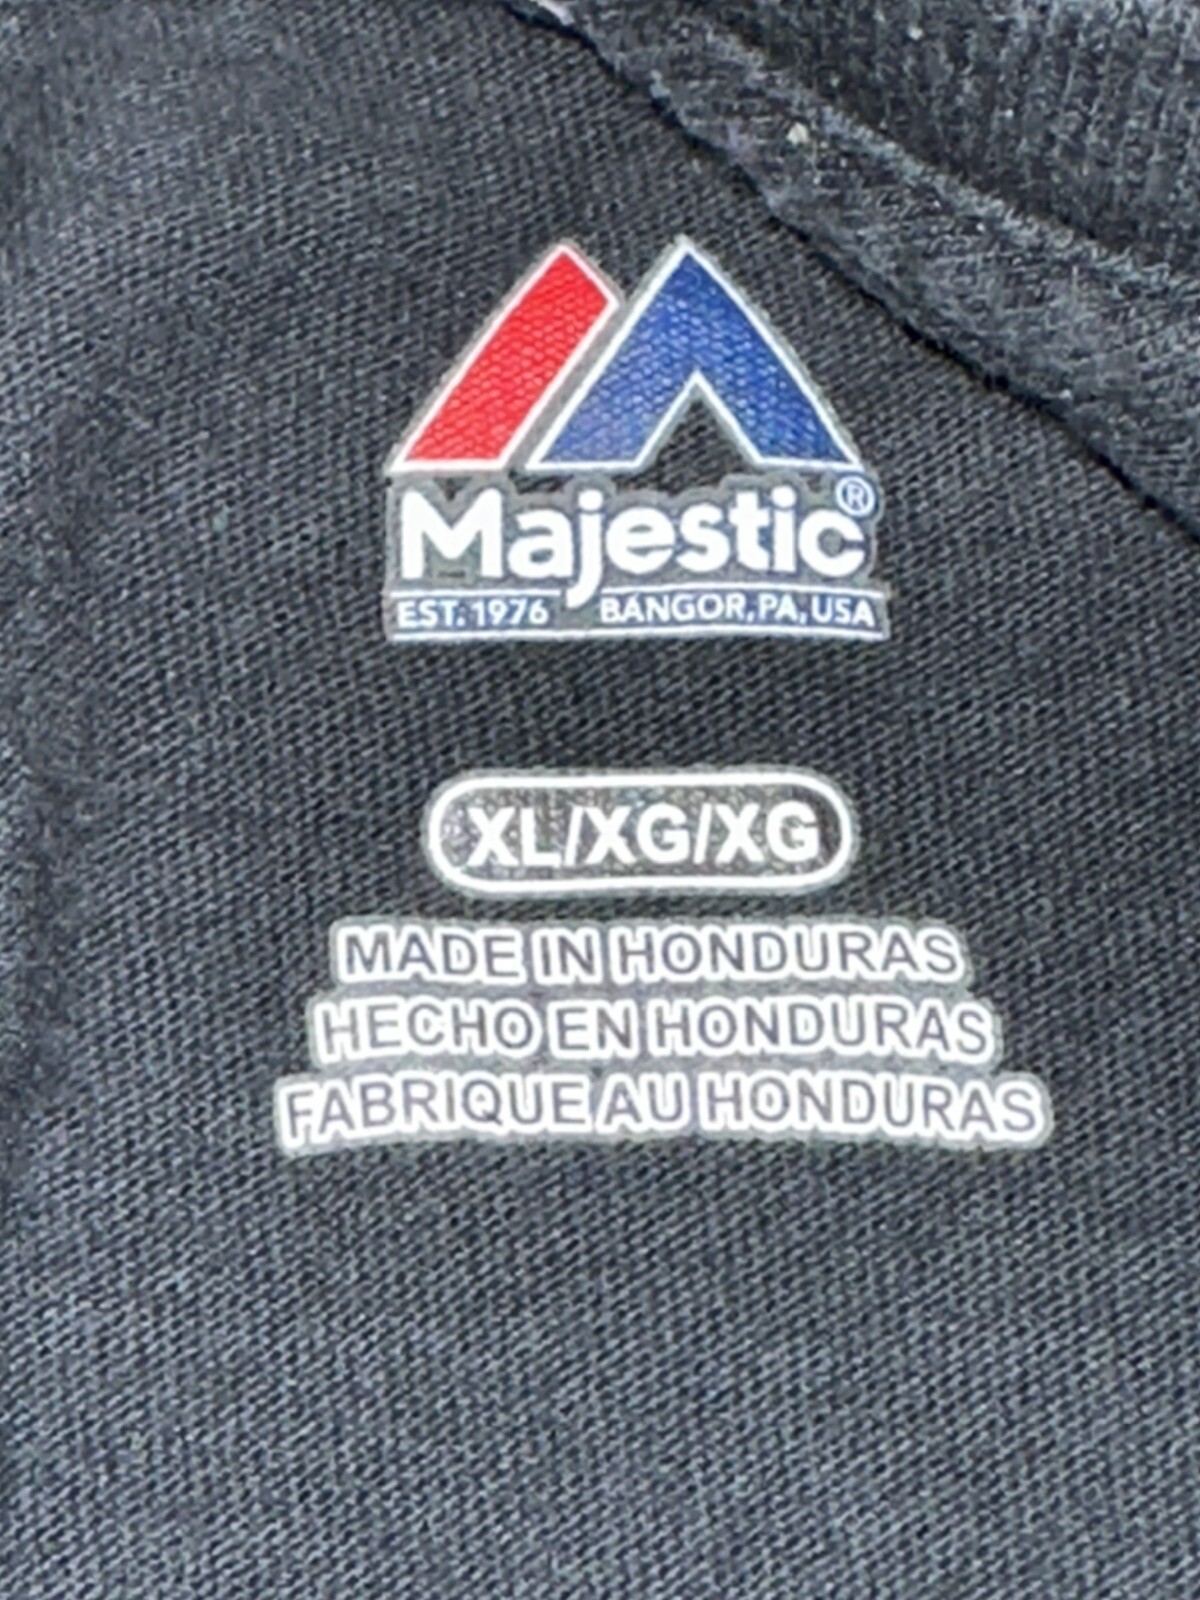 Majestic®
EST. 1976 BANGOR, PA, USA
XL/XG/XG
MADE IN HONDURAS
HECHO EN HONDURAS
FABRIQUE AU HONDURAS